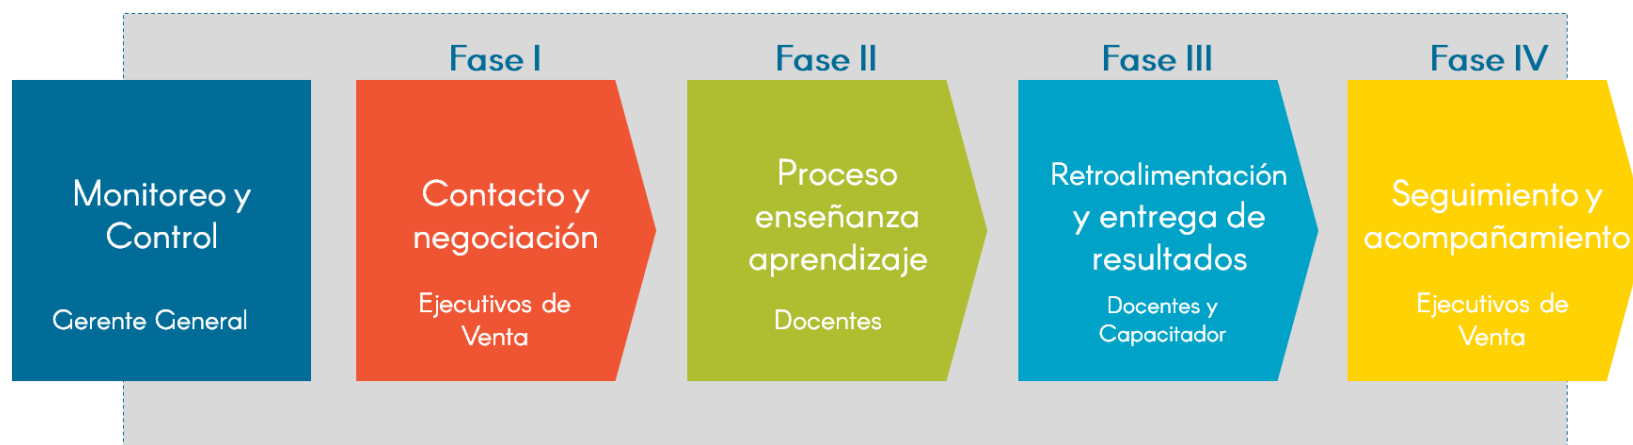 Fase I
Fase II
Fase III
Fase IV
Monitoreo y
Control
Gerente General
Contacto y
negociación
Ejecutivos de
Venta
Proceso
enseñanza
aprendizaje
Docentes
Retroalimentación
y entrega de
resultados
Docentes y
Capacitador
Seguimiento y
acompañamiento
Ejecutivos de
Venta